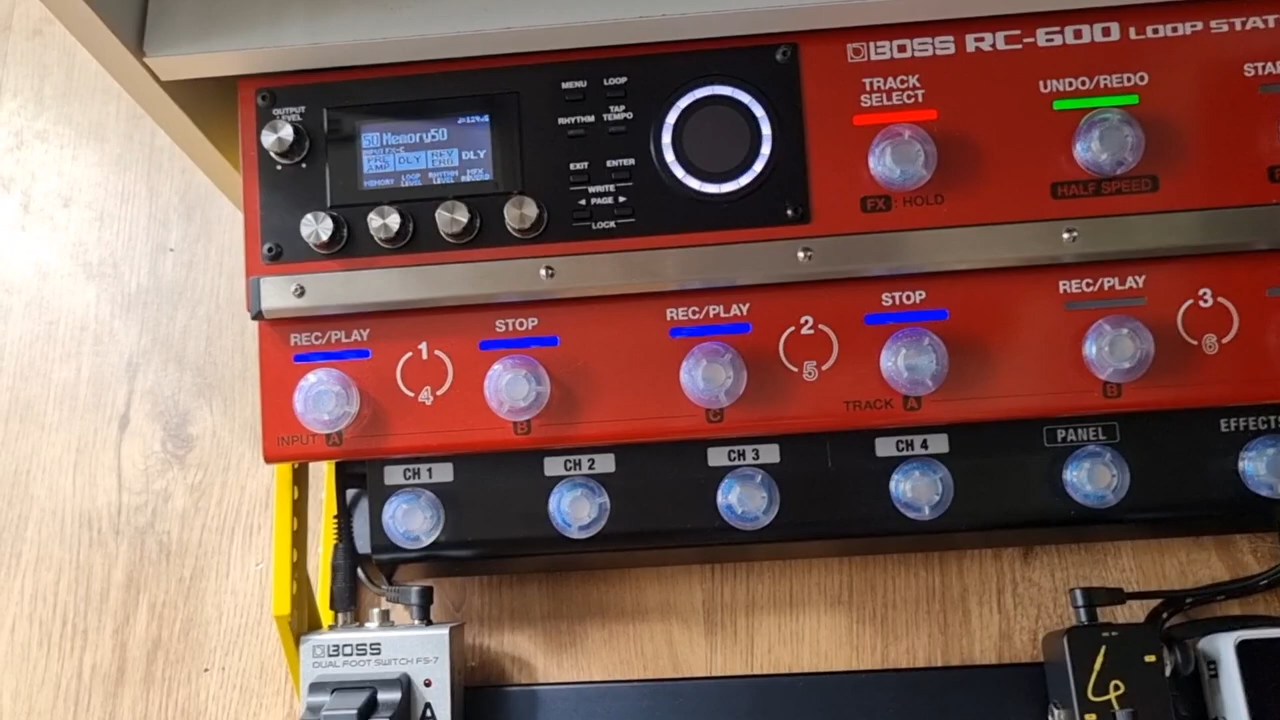 BOSS RC-600 LOOP STAT
OUTPUT LEVEL
MENU LOOP
RHYTHM TAP TEMPO
EXIT ENTER
WRITE
◀ PAGE ▶
LOCK
50 Memory50
PRE AMP DLY REV ERB DLY
MEMORY LOOP LEVEL RHYTHM LEVEL
TRACK SELECT
FX : HOLD
UNDO/REDO
HALF SPEED
REC/PLAY
1
4
STOP
REC/PLAY
2
5
STOP
REC/PLAY
3
6
INPUT A
B
C
TRACK A
B
CH 1
CH 2
CH 3
CH 4
PANEL
EFFECTS
BOSS
DUAL FOOT SWITCH FS-7
A